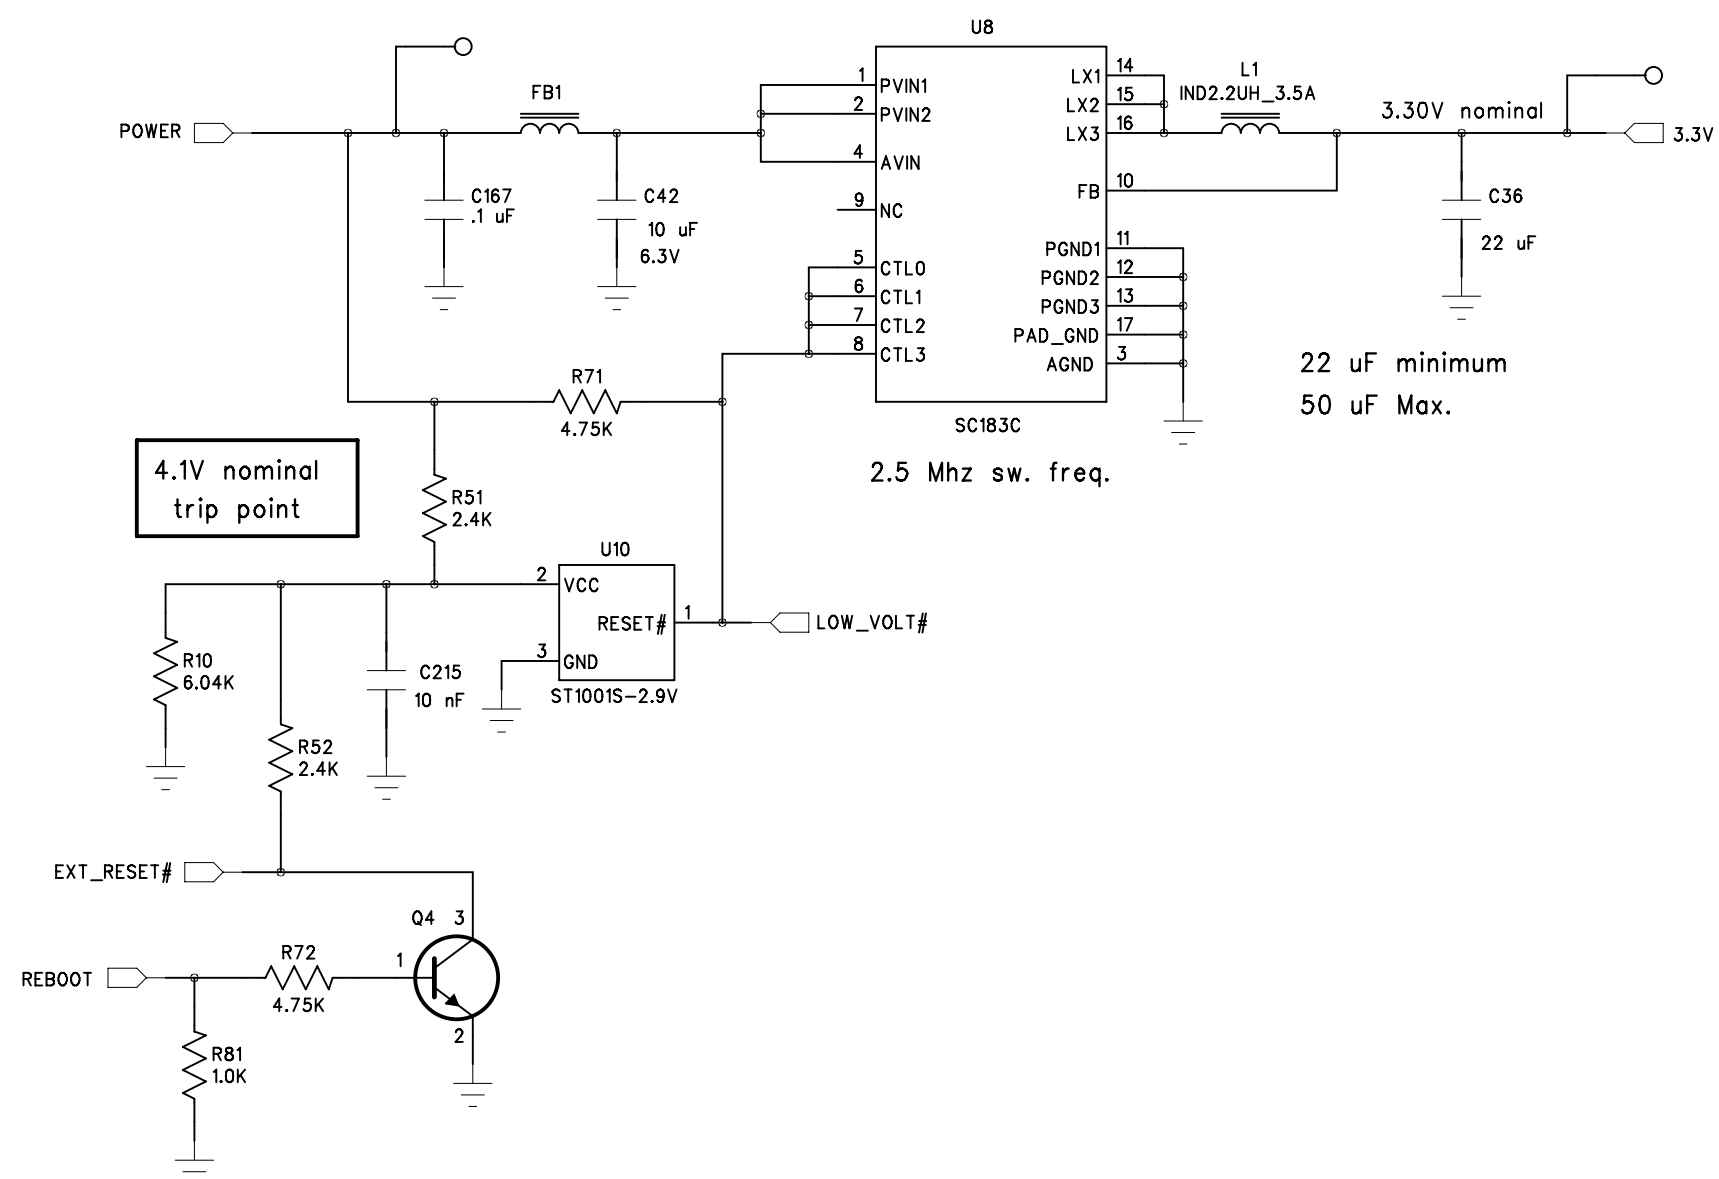 U8
POWER
FB1
1
PVIN1
2
PVIN2
4
AVIN
9
NC
5
CTL0
6
CTL1
7
CTL2
8
CTL3
LX1
14
LX2
15
LX3
16
FB
10
PGND1
11
PGND2
12
PGND3
13
PAD_GND
17
AGND
3
SC183C
2.5 Mhz sw. freq.
L1
IND2.2UH_3.5A
3.30V nominal
3.3V
C36
22 uF
22 uF minimum
50 uF Max.
C167
.1 uF
C42
10 uF
6.3V
R71
4.75K
4.1V nominal
trip point
R51
2.4K
U10
2
VCC
RESET#
1
3
GND
ST1001S-2.9V
LOW_VOLT#
R10
6.04K
C215
10 nF
R52
2.4K
EXT_RESET#
Q4
3
1
2
REBOOT
R72
4.75K
R81
1.0K